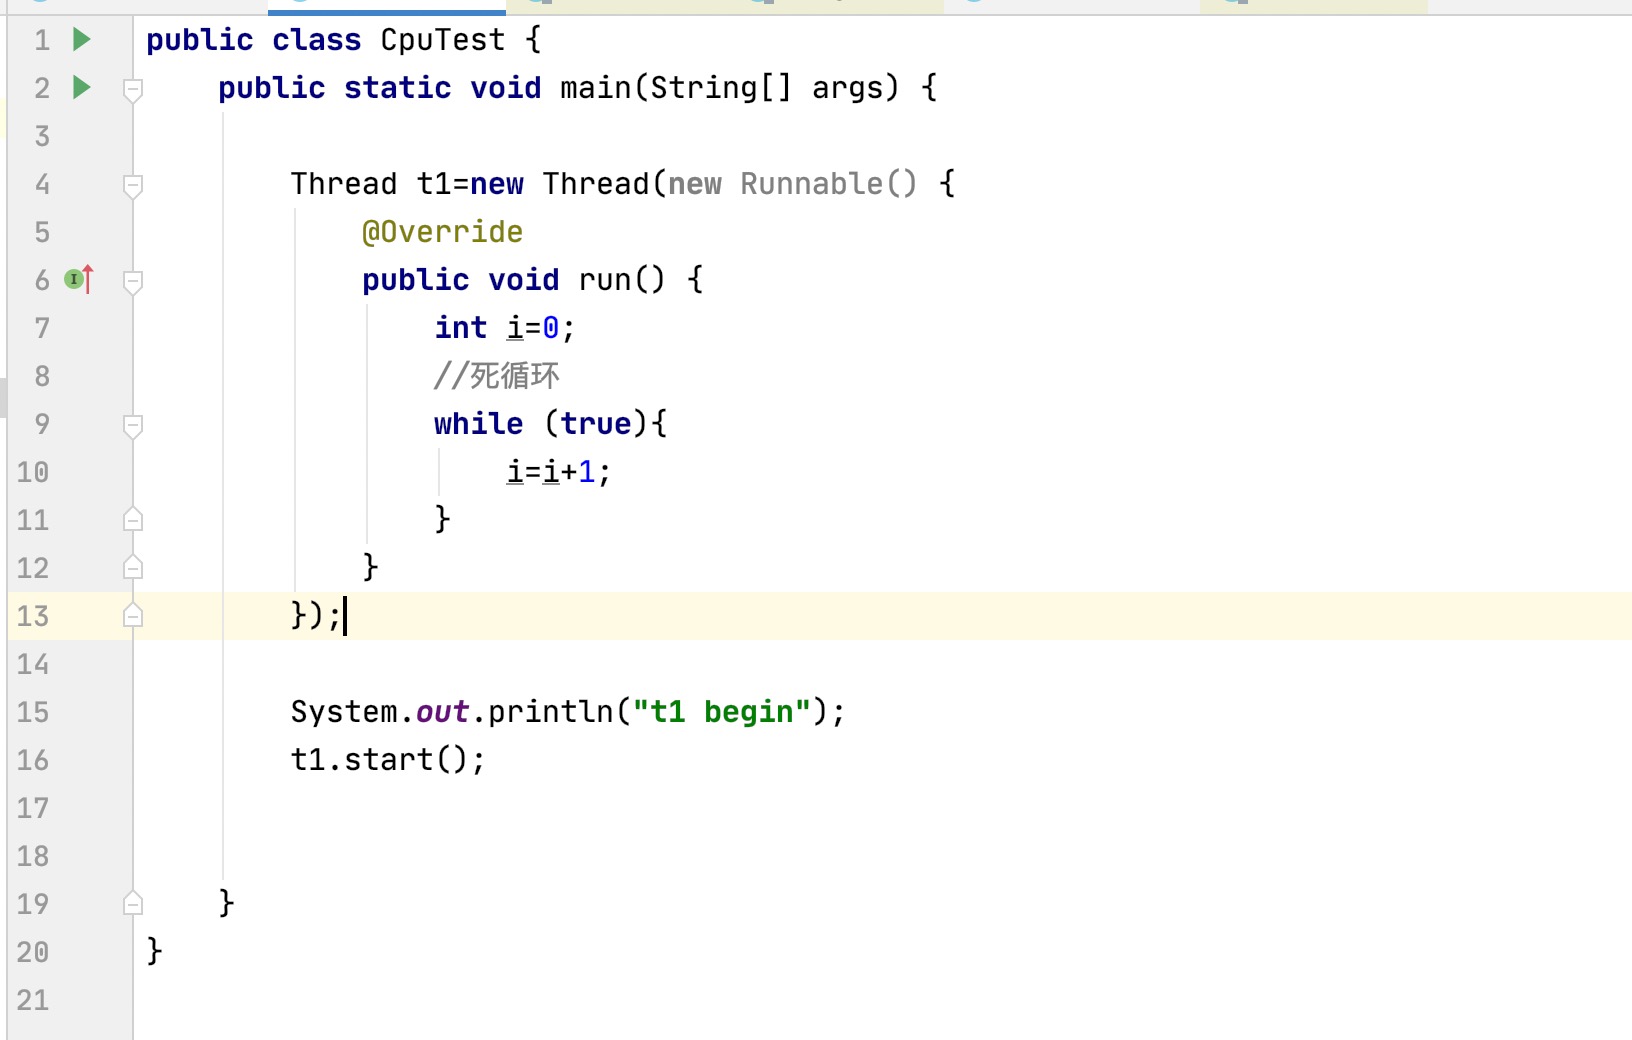 1 public class CpuTest {
2 public static void main(String[] args) {
3
4 Thread t1=new Thread(new Runnable() {
5 @Override
6 public void run() {
7 int i=0;
8 //死循环
9 while (true){
10 i=i+1;
11 }
12 }
13 });
14
15 System.out.println("t1 begin");
16 t1.start();
17
18
19 }
20 }
21